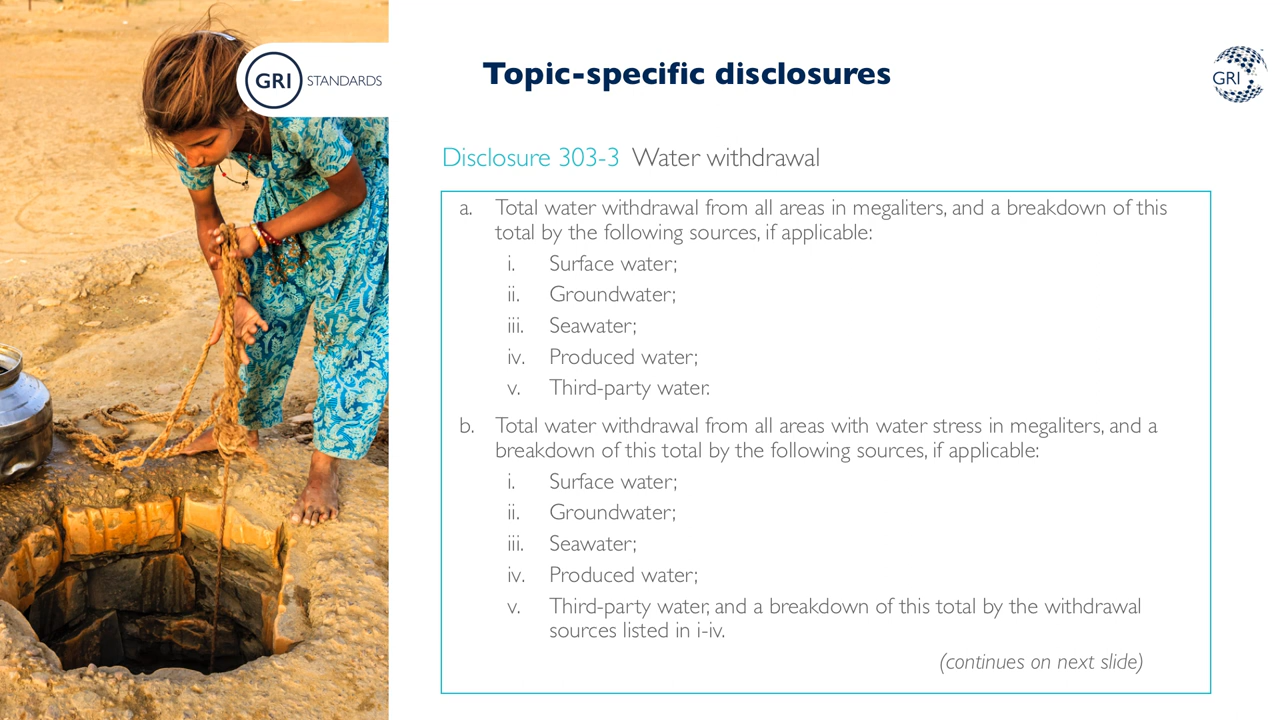 GRI STANDARDS
Topic-specific disclosures
GRI
Disclosure 303-3 Water withdrawal
a. Total water withdrawal from all areas in megaliters, and a breakdown of this
total by the following sources, if applicable:
i. Surface water;
ii. Groundwater;
iii. Seawater;
iv. Produced water;
v. Third-party water.
b. Total water withdrawal from all areas with water stress in megaliters, and a
breakdown of this total by the following sources, if applicable:
i. Surface water;
ii. Groundwater;
iii. Seawater;
iv. Produced water;
v. Third-party water, and a breakdown of this total by the withdrawal
sources listed in i-iv.
(continues on next slide)